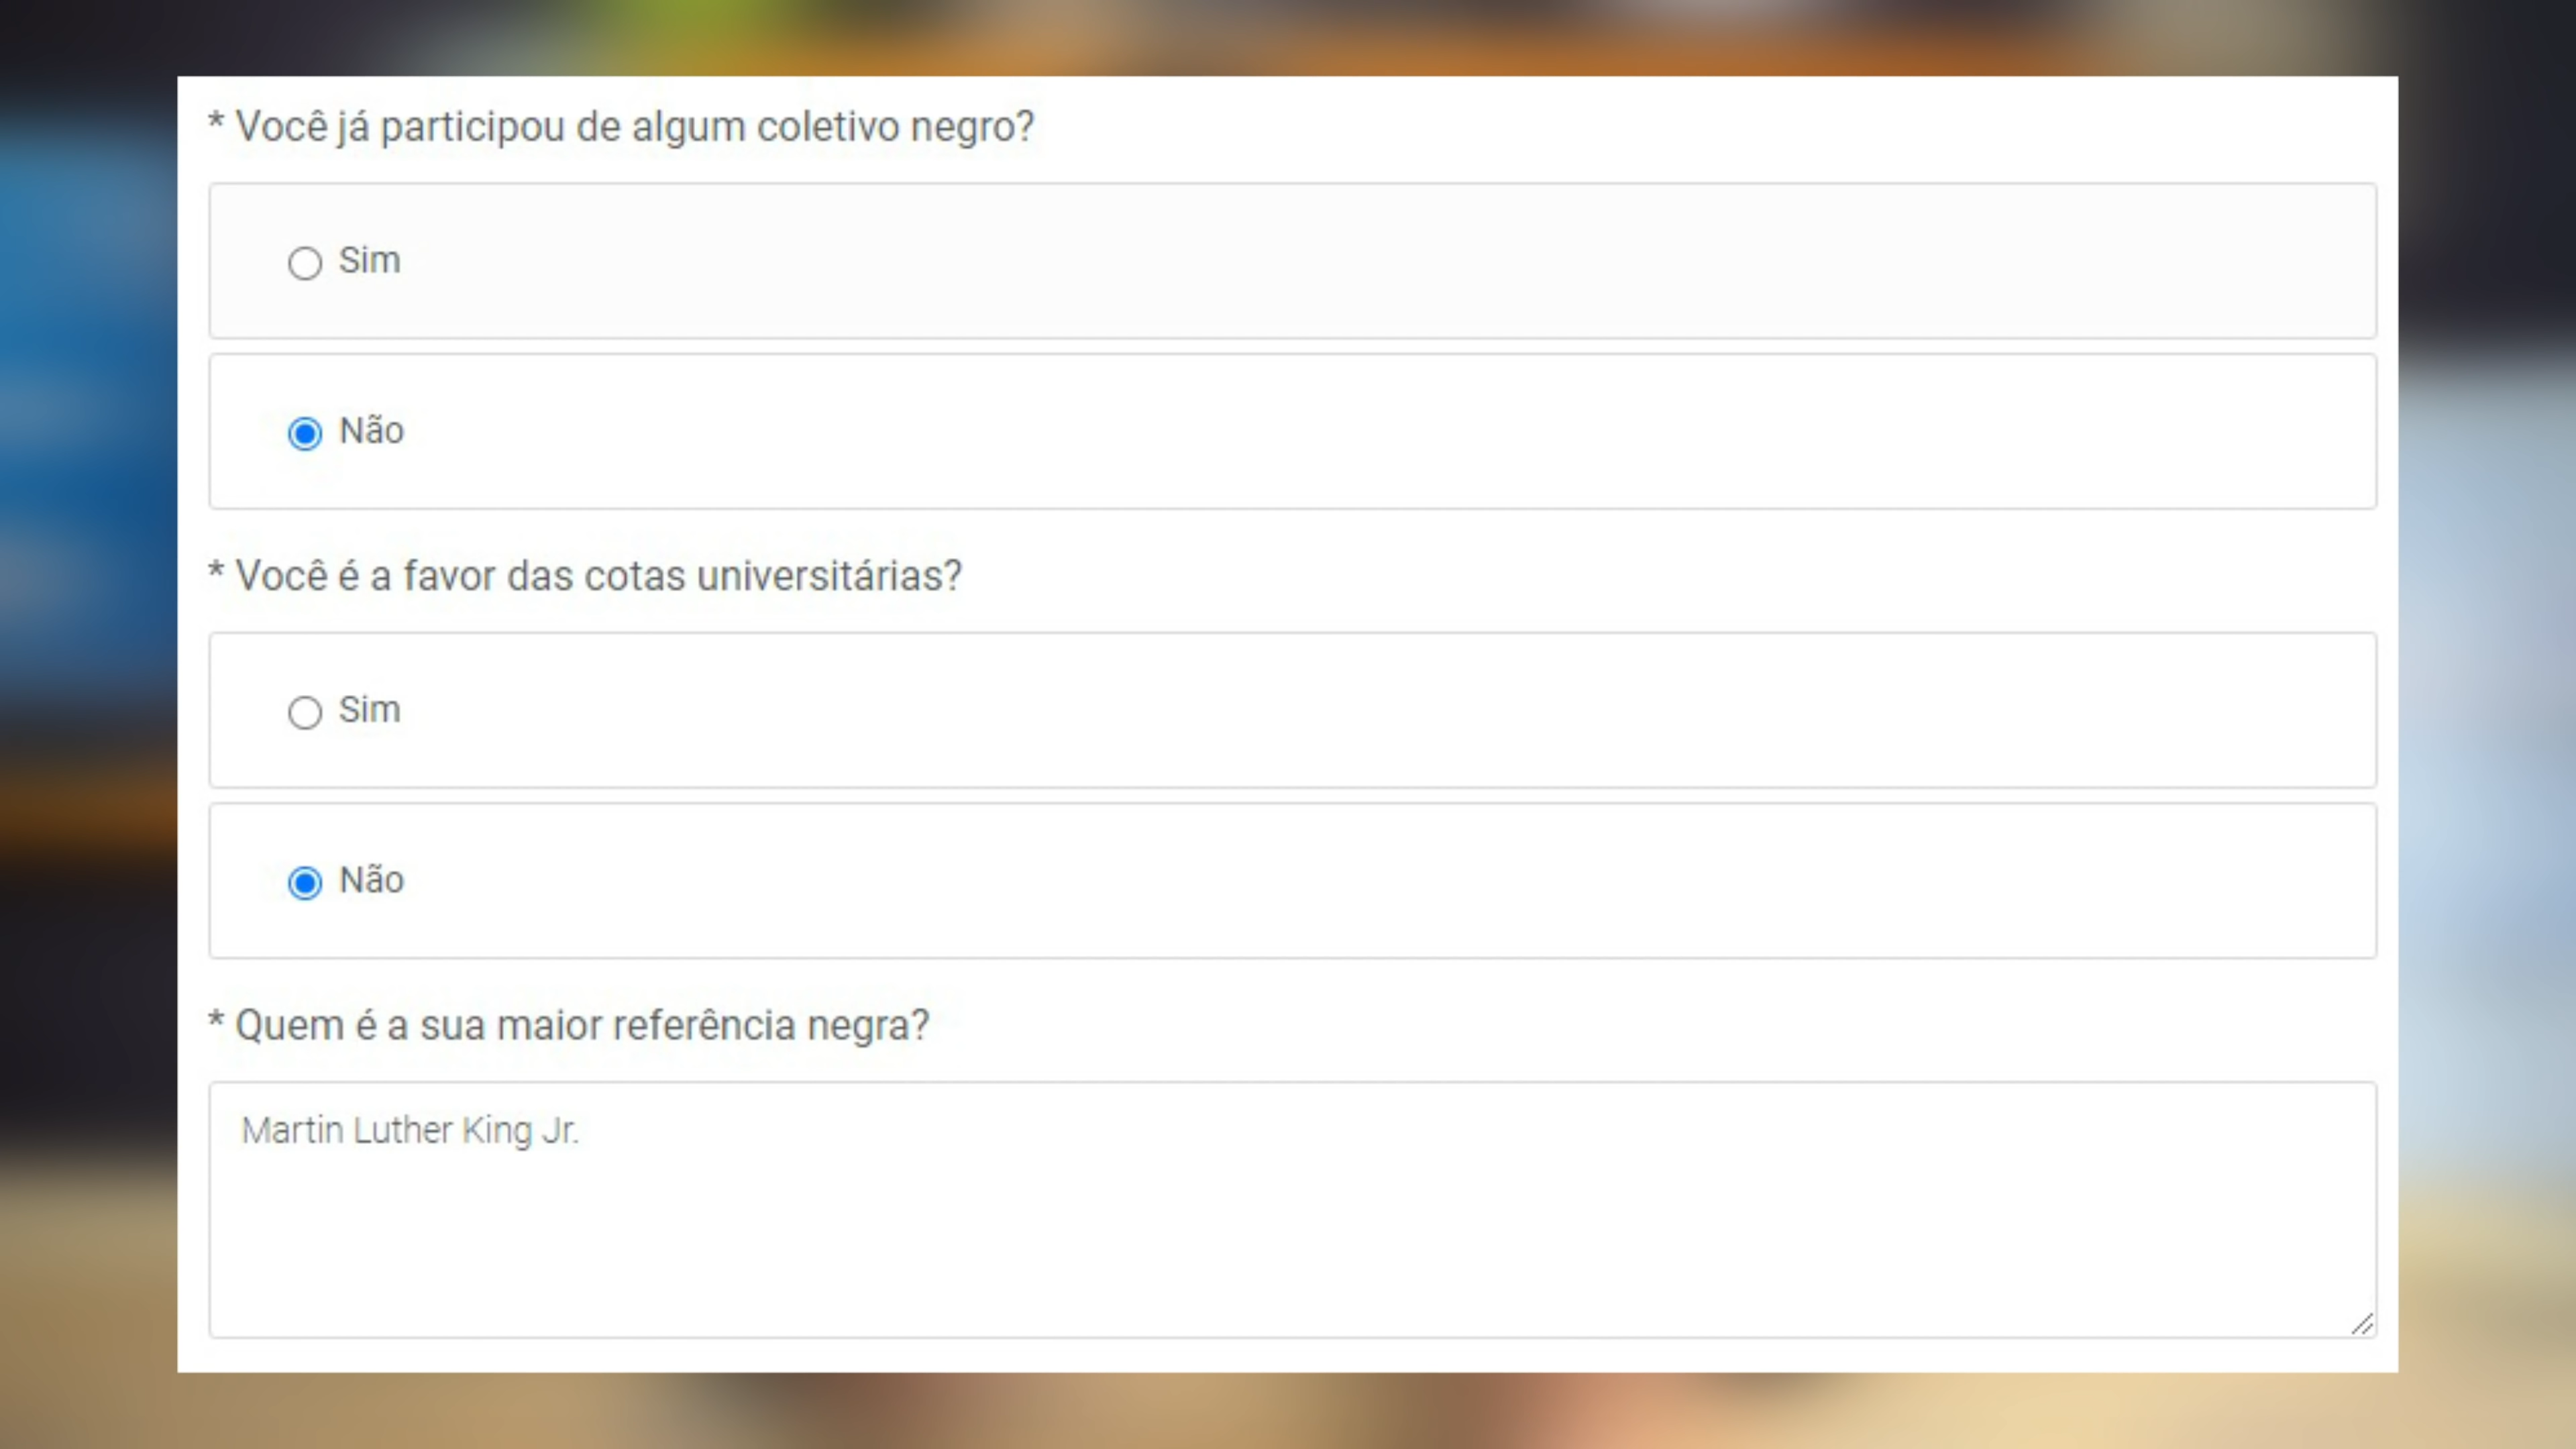 * Você já participou de algum coletivo negro?
Sim
Não
* Você é a favor das cotas universitárias?
Sim
Não
* Quem é a sua maior referência negra?
Martin Luther King Jr.